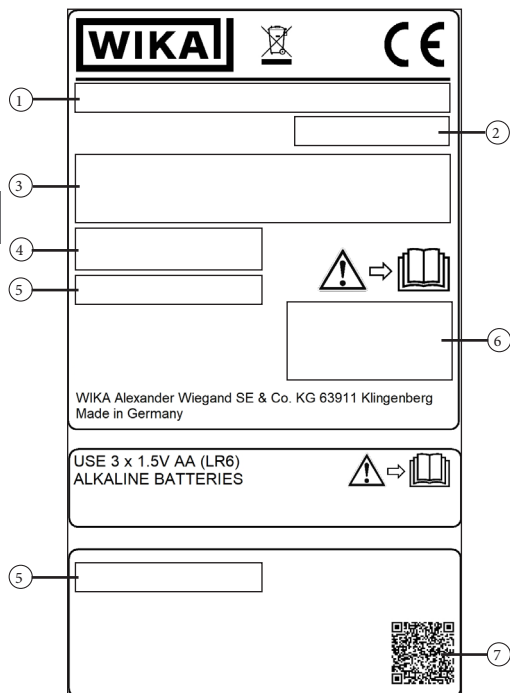 WIKA
CE
1
2
3
4
5
6
WIKA Alexander Wiegand SE & Co. KG 63911 Klingenberg
Made in Germany
USE 3 x 1.5V AA (LR6)
ALKALINE BATTERIES
5
7